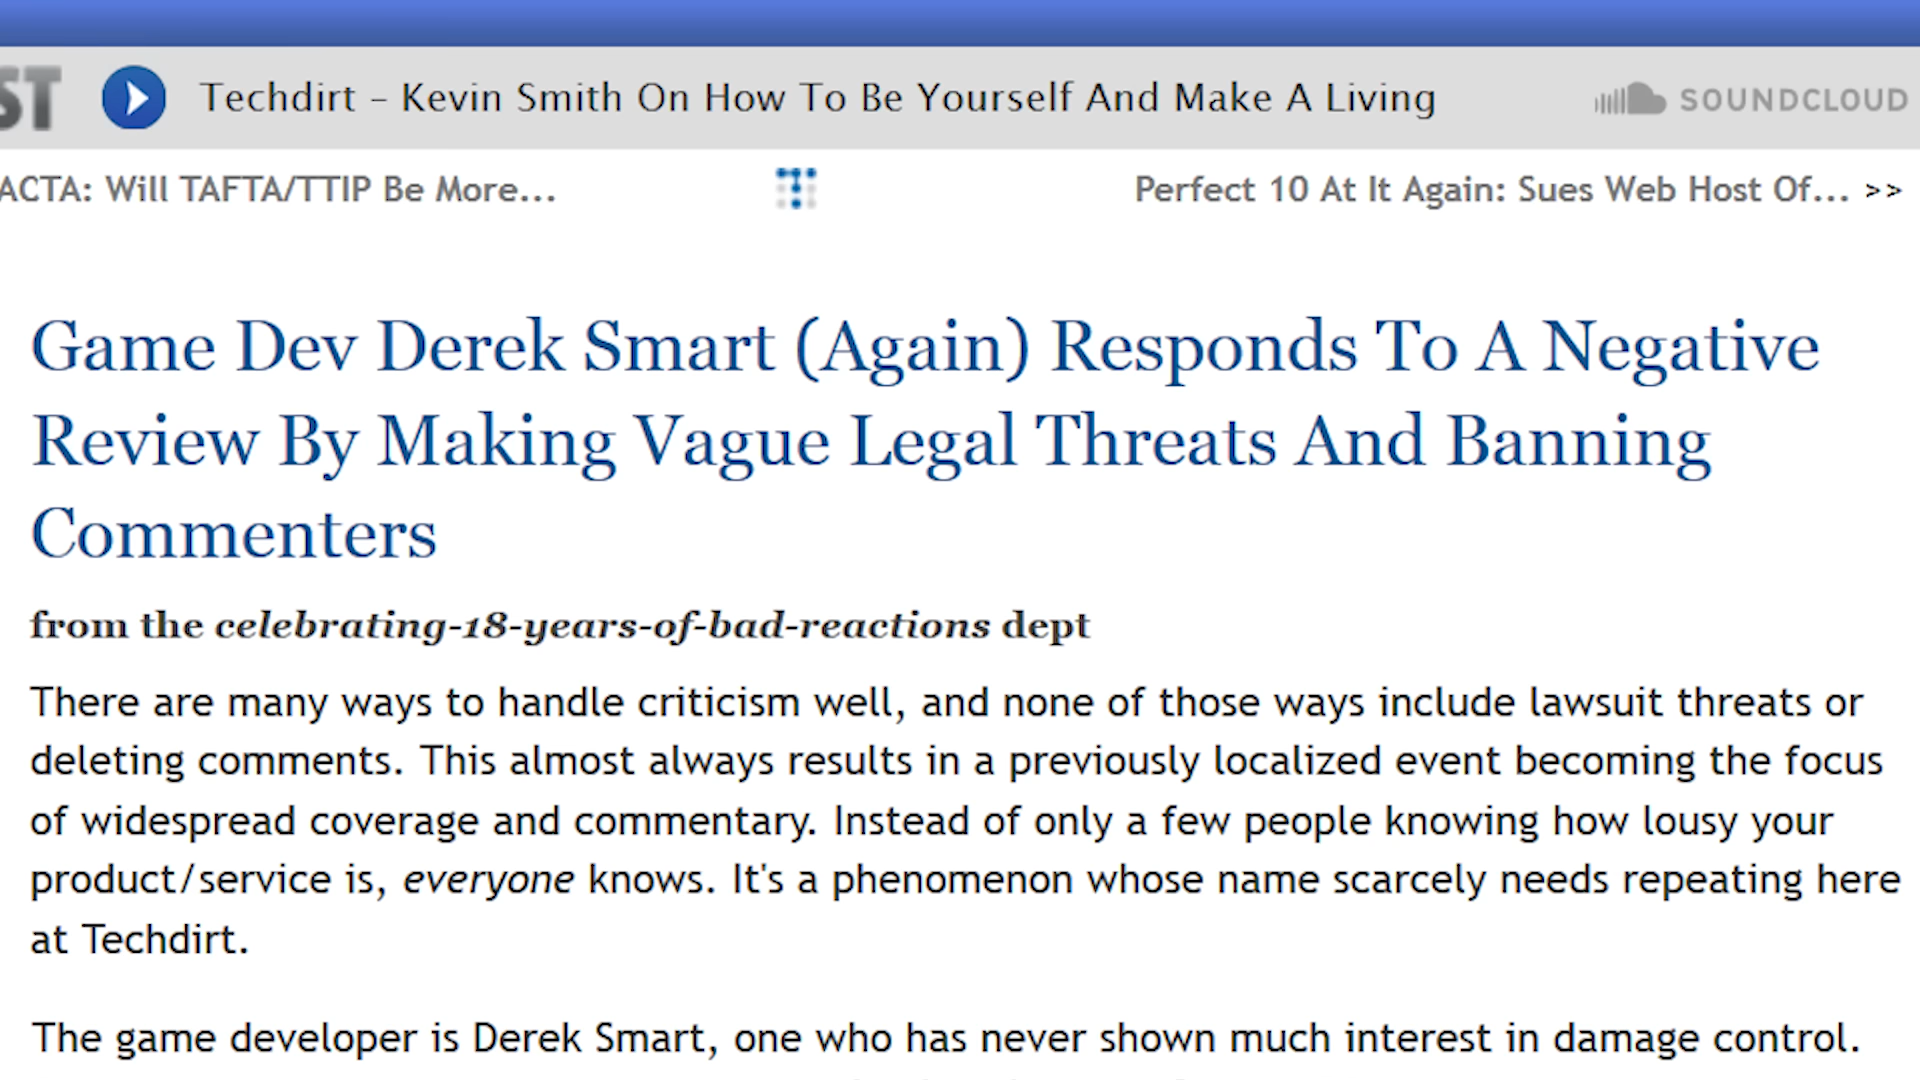 ST Techdirt – Kevin Smith On How To Be Yourself And Make A Living SOUNDCLOUD
ACTA: Will TAFTA/TTIP Be More... Perfect 10 At It Again: Sues Web Host Of... >>
Game Dev Derek Smart (Again) Responds To A Negative
Review By Making Vague Legal Threats And Banning
Commenters
from the celebrating-18-years-of-bad-reactions dept
There are many ways to handle criticism well, and none of those ways include lawsuit threats or
deleting comments. This almost always results in a previously localized event becoming the focus
of widespread coverage and commentary. Instead of only a few people knowing how lousy your
product/service is, everyone knows. It's a phenomenon whose name scarcely needs repeating here
at Techdirt.
The game developer is Derek Smart, one who has never shown much interest in damage control.